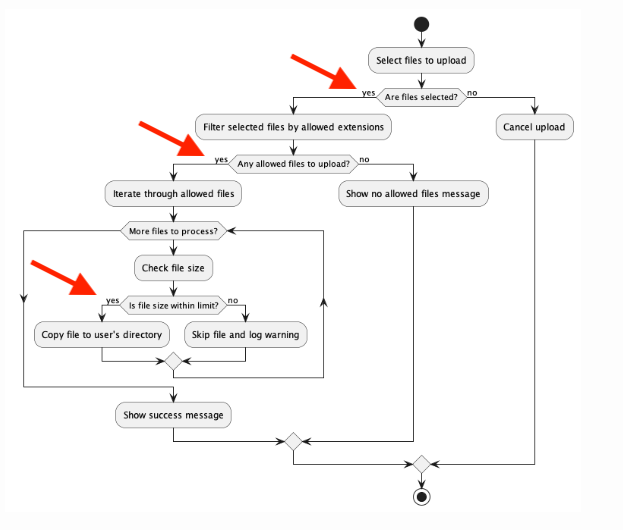 Select files to upload
yes
Are files selected?
no
Filter selected files by allowed extensions
Cancel upload
yes
Any allowed files to upload?
no
Iterate through allowed files
Show no allowed files message
More files to process?
Check file size
yes
Is file size within limit?
no
Copy file to user's directory
Skip file and log warning
Show success message